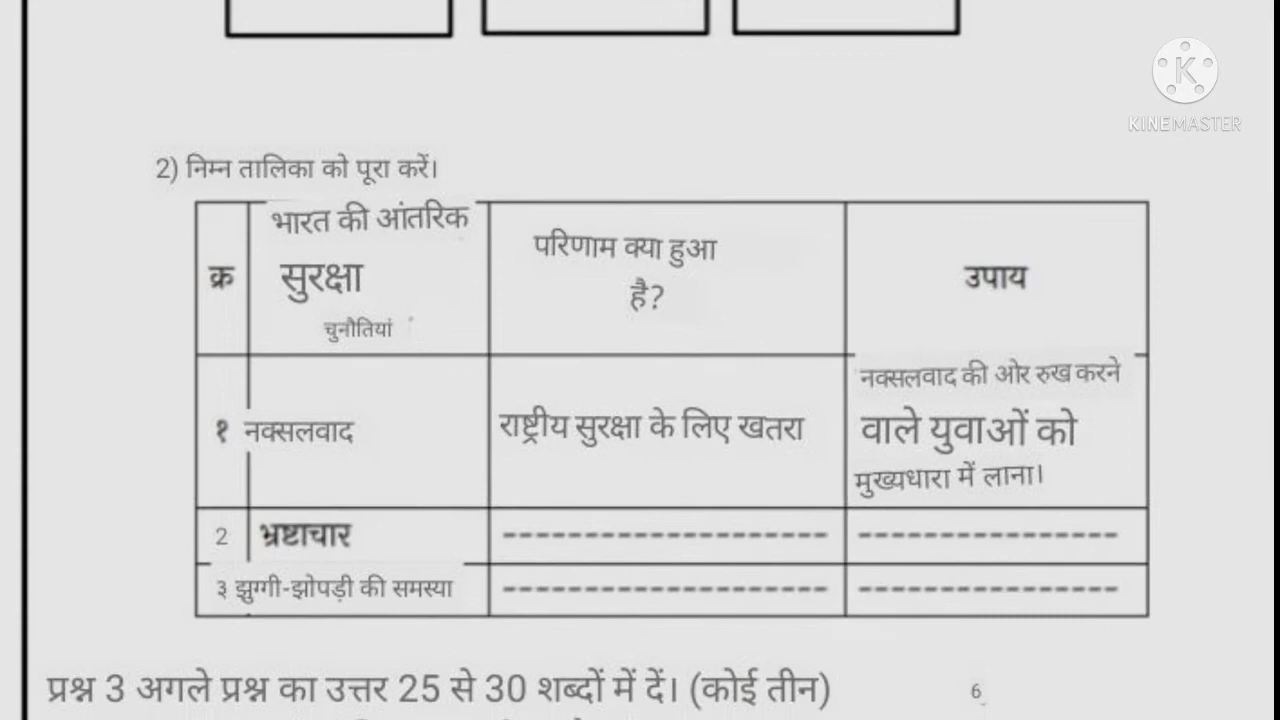 KINEMASTER
2) निम्न तालिका को पूरा करें।
क्र
भारत की आंतरिक
सुरक्षा
चुनौतियां
परिणाम क्या हुआ
है?
उपाय
१ नक्सलवाद
राष्ट्रीय सुरक्षा के लिए खतरा
नक्सलवाद की ओर रुख करने
वाले युवाओं को
मुख्यधारा में लाना।
2 भ्रष्टाचार
३ झुग्गी-झोपड़ी की समस्या
प्रश्न 3 अगले प्रश्न का उत्तर 25 से 30 शब्दों में दें। (कोई तीन) 6